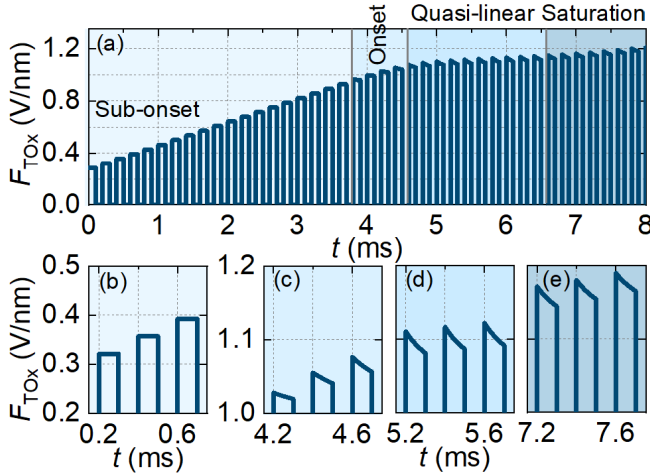 Quasi-linear Saturation
Onset
(a)
Sub-onset
F_TOx (V/nm)
1.2
0.8
0.4
0.0
0 1 2 3 4 5 6 7 8
t (ms)
F_TOx (V/nm)
0.5
0.4
0.3
0.2
(b)
0.2 0.6
t (ms)
1.2
1.1
1.0
(c)
4.2 4.6
t (ms)
(d)
5.2 5.6
t (ms)
(e)
7.2 7.6
t (ms)